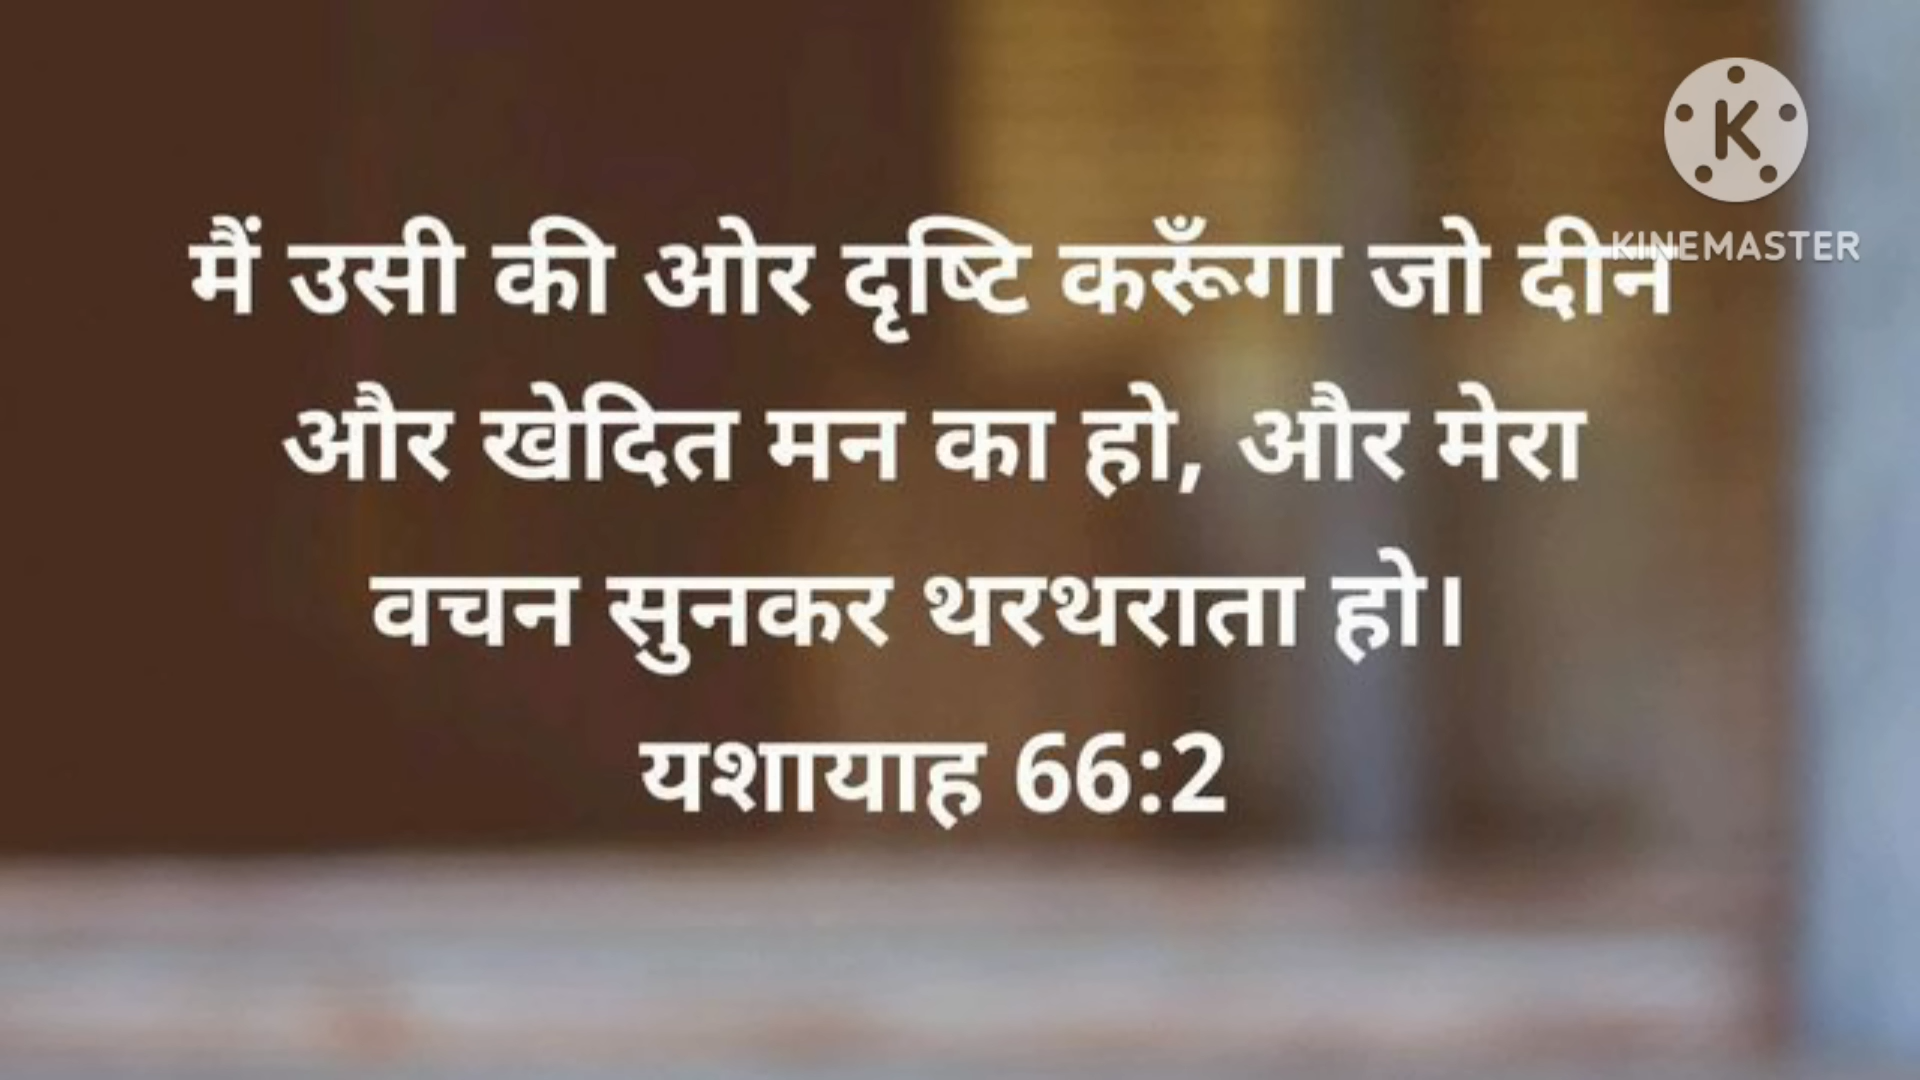 K
KINEMASTER
मैं उसी की ओर दृष्टि करूँगा जो दीन
और खेदित मन का हो, और मेरा
वचन सुनकर थरथराता हो।
यशायाह 66:2